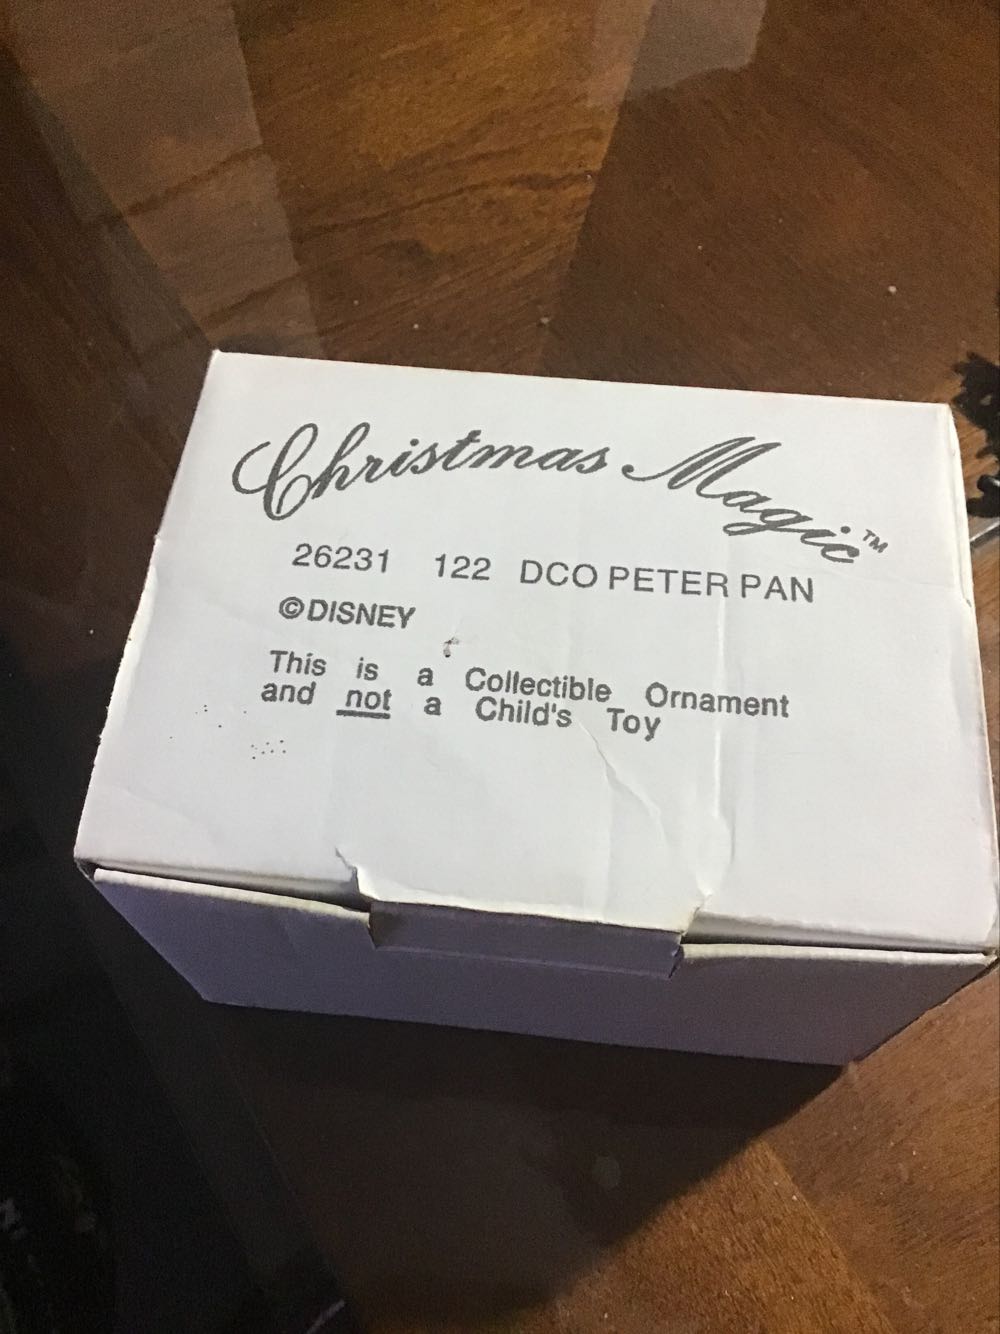 Christmas Magic™
26231 122 DCO PETER PAN
©DISNEY
This is a Collectible Ornament
and not a Child's Toy